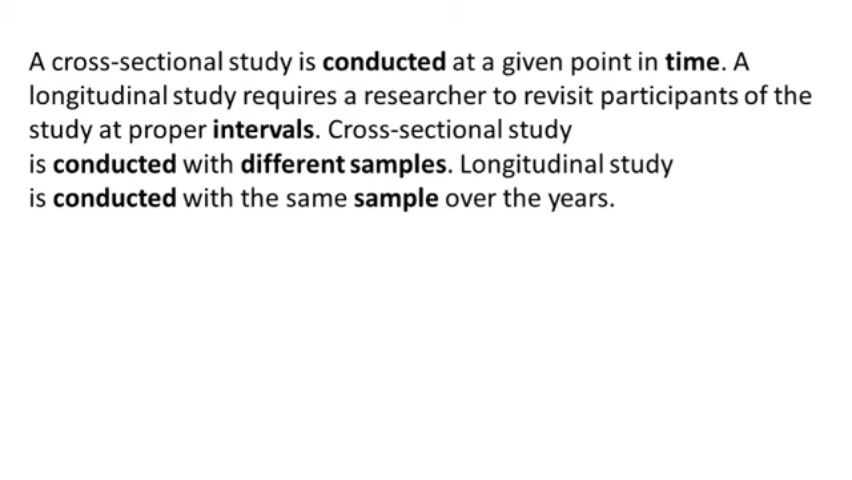 A cross-sectional study is conducted at a given point in time. A
longitudinal study requires a researcher to revisit participants of the
study at proper intervals. Cross-sectional study
is conducted with different samples. Longitudinal study
is conducted with the same sample over the years.